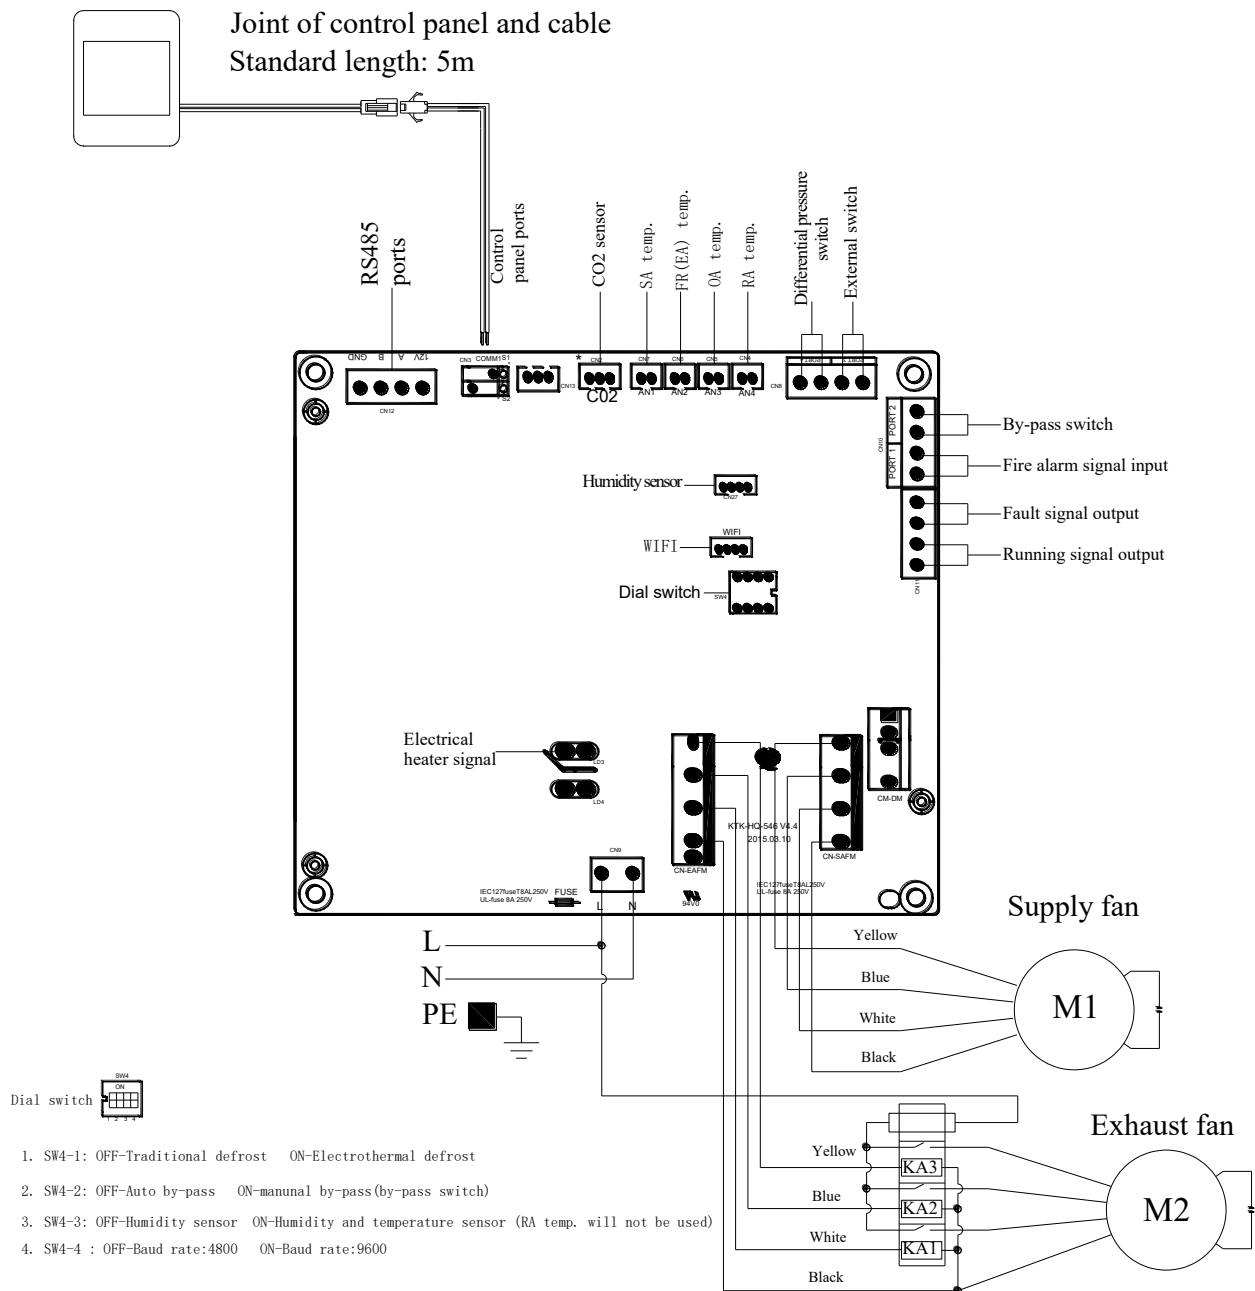 Joint of control panel and cable
Standard length: 5m
RS485
ports
Control
panel ports
CO2 sensor
SA temp.
FR(EA) temp.
OA temp.
RA temp.
Differential pressure
switch
External switch
GND B A 12V
CN12
CN3 COMM1 S1
S2
CN13
*
CN2
C02
CN7
AN1
CN6
AN2
CN5
AN3
CN4
AN4
CN8
CN10
PORT 2
PORT 1
By-pass switch
Fire alarm signal input
Fault signal output
Running signal output
CN11
Humidity sensor
CN27
WIFI
WIFI
Dial switch
SW4
Electrical
heater signal
LD3
LD4
CN-EAFM
KTK-HQ-546 V4.4
2015.03.10
CN-SAFM
CM-DM
CN9
L N
IEC127fuseT8AL250V
UL-fuse 8A 250V
FUSE
94V0
IEC127fuseT8AL250V
UL-fuse 8A 250V
L
N
PE
Supply fan
Yellow
Blue
White
Black
M1
Exhaust fan
Yellow
Blue
White
Black
KA3
KA2
KA1
M2
Dial switch
SW4
ON
1 2 3 4
1. SW4-1: OFF-Traditional defrost ON-Electrothermal defrost
2. SW4-2: OFF-Auto by-pass ON-manunal by-pass(by-pass switch)
3. SW4-3: OFF-Humidity sensor ON-Humidity and temperature sensor (RA temp. will not be used)
4. SW4-4 : OFF-Baud rate:4800 ON-Baud rate:9600